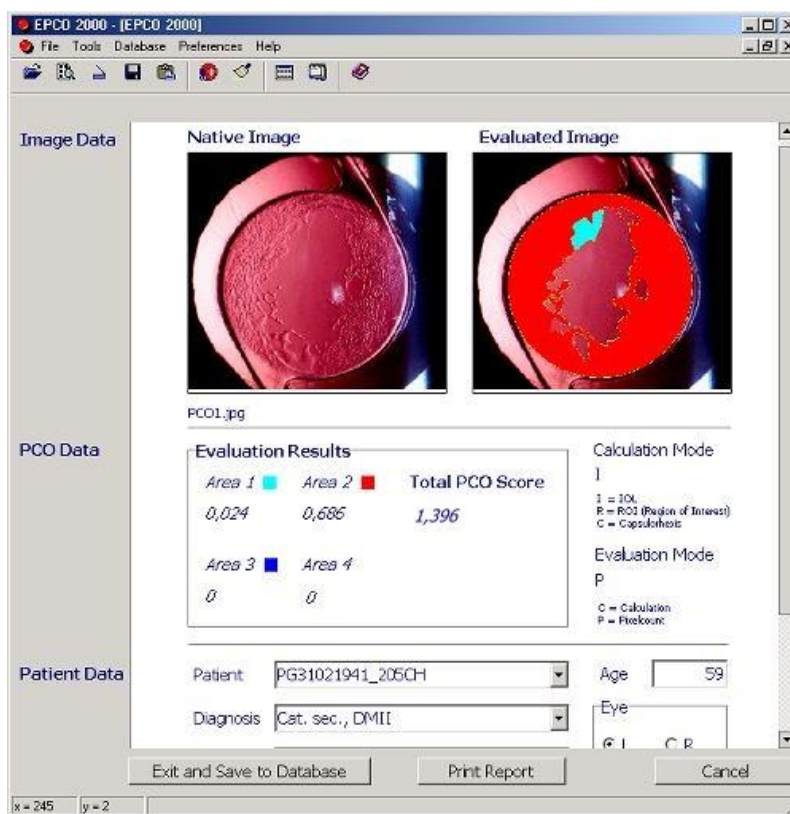 EPCO 2000 - [EPCO 2000]
File Tools Database Preferences Help
Image Data
Native Image
Evaluated Image
PCO1.jpg
PCO Data
Evaluation Results
Area 1
Area 2
Total PCO Score
0,024
0,686
1,396
Area 3
Area 4
0
0
Calculation Mode
I
I = IOL
R = ROI (Region of Interest)
C = Capsulorhesis
Evaluation Mode
P
C = Calculation
P = Pixelcount
Patient Data
Patient
PG31021941_205CH
Age
59
Diagnosis
Cat. sec., DMII
Eye
L
R
Exit and Save to Database
Print Report
Cancel
x = 245
y = 2